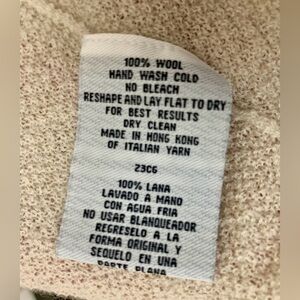 100% WOOL
HAND WASH COLD
NO BLEACH
RESHAPE AND LAY FLAT TO DRY
FOR BEST RESULTS
DRY CLEAN
MADE IN HONG KONG
OF ITALIAN YARN
23C6
100% LANA
LAVADO A MANO
CON AGUA FRIA
NO USAR BLANQUEADOR
REGRESELO A LA
FORMA ORIGINAL Y
SEQUELO EN UNA
PARTE PLANA